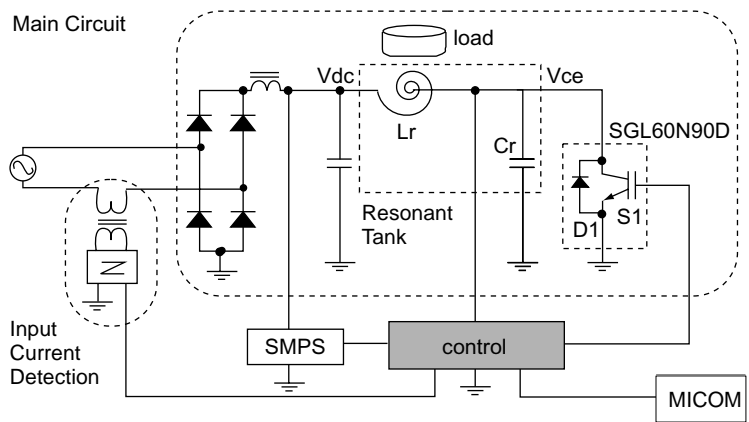 Main Circuit
load
Vdc
Vce
Lr
SGL60N90D
Cr
Resonant
Tank
D1
S1
Input
Current
Detection
SMPS
control
MICOM